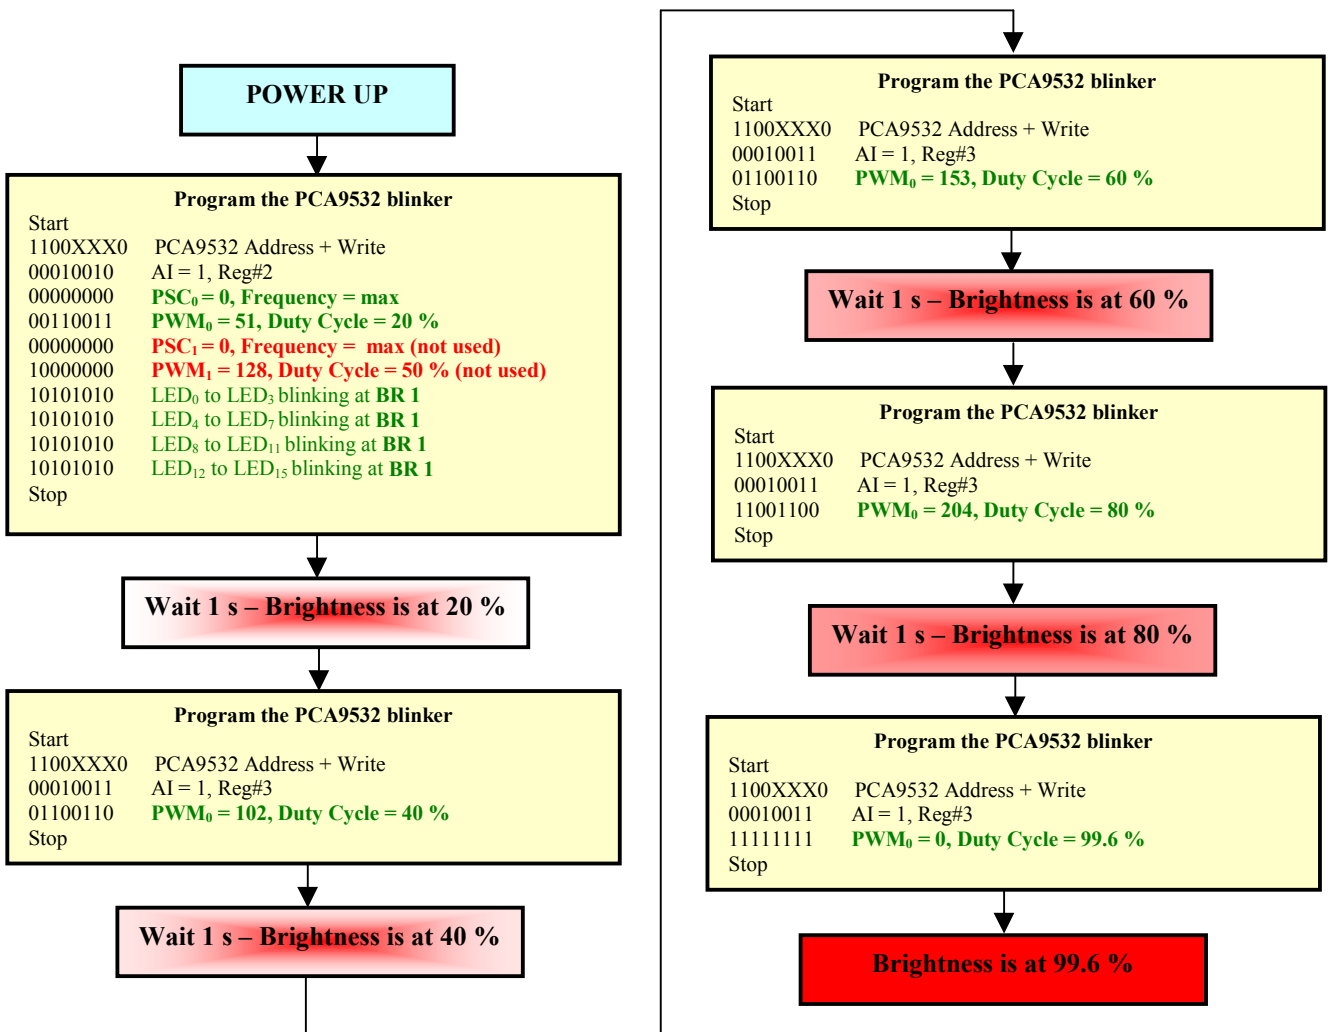 POWER UP
Program the PCA9532 blinker
Start
1100XXX0 PCA9532 Address + Write
00010010 AI = 1, Reg#2
00000000 PSC₀ = 0, Frequency = max
00110011 PWM₀ = 51, Duty Cycle = 20 %
00000000 PSC₁ = 0, Frequency = max (not used)
10000000 PWM₁ = 128, Duty Cycle = 50 % (not used)
10101010 LED₀ to LED₃ blinking at BR 1
10101010 LED₄ to LED₇ blinking at BR 1
10101010 LED₈ to LED₁₁ blinking at BR 1
10101010 LED₁₂ to LED₁₅ blinking at BR 1
Stop
Wait 1 s – Brightness is at 20 %
Program the PCA9532 blinker
Start
1100XXX0 PCA9532 Address + Write
00010011 AI = 1, Reg#3
01100110 PWM₀ = 102, Duty Cycle = 40 %
Stop
Wait 1 s – Brightness is at 40 %
Program the PCA9532 blinker
Start
1100XXX0 PCA9532 Address + Write
00010011 AI = 1, Reg#3
01100110 PWM₀ = 153, Duty Cycle = 60 %
Stop
Wait 1 s – Brightness is at 60 %
Program the PCA9532 blinker
Start
1100XXX0 PCA9532 Address + Write
00010011 AI = 1, Reg#3
11001100 PWM₀ = 204, Duty Cycle = 80 %
Stop
Wait 1 s – Brightness is at 80 %
Program the PCA9532 blinker
Start
1100XXX0 PCA9532 Address + Write
00010011 AI = 1, Reg#3
11111111 PWM₀ = 0, Duty Cycle = 99.6 %
Stop
Brightness is at 99.6 %